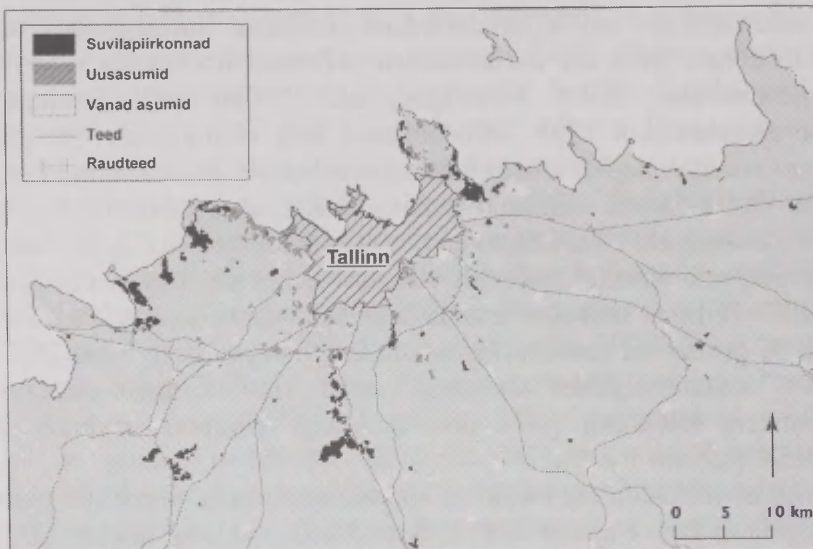 Suvilapiirkonnad
Uusasumid
Vanad asumid
Teed
Raudteed
Tallinn
0 5 10 km